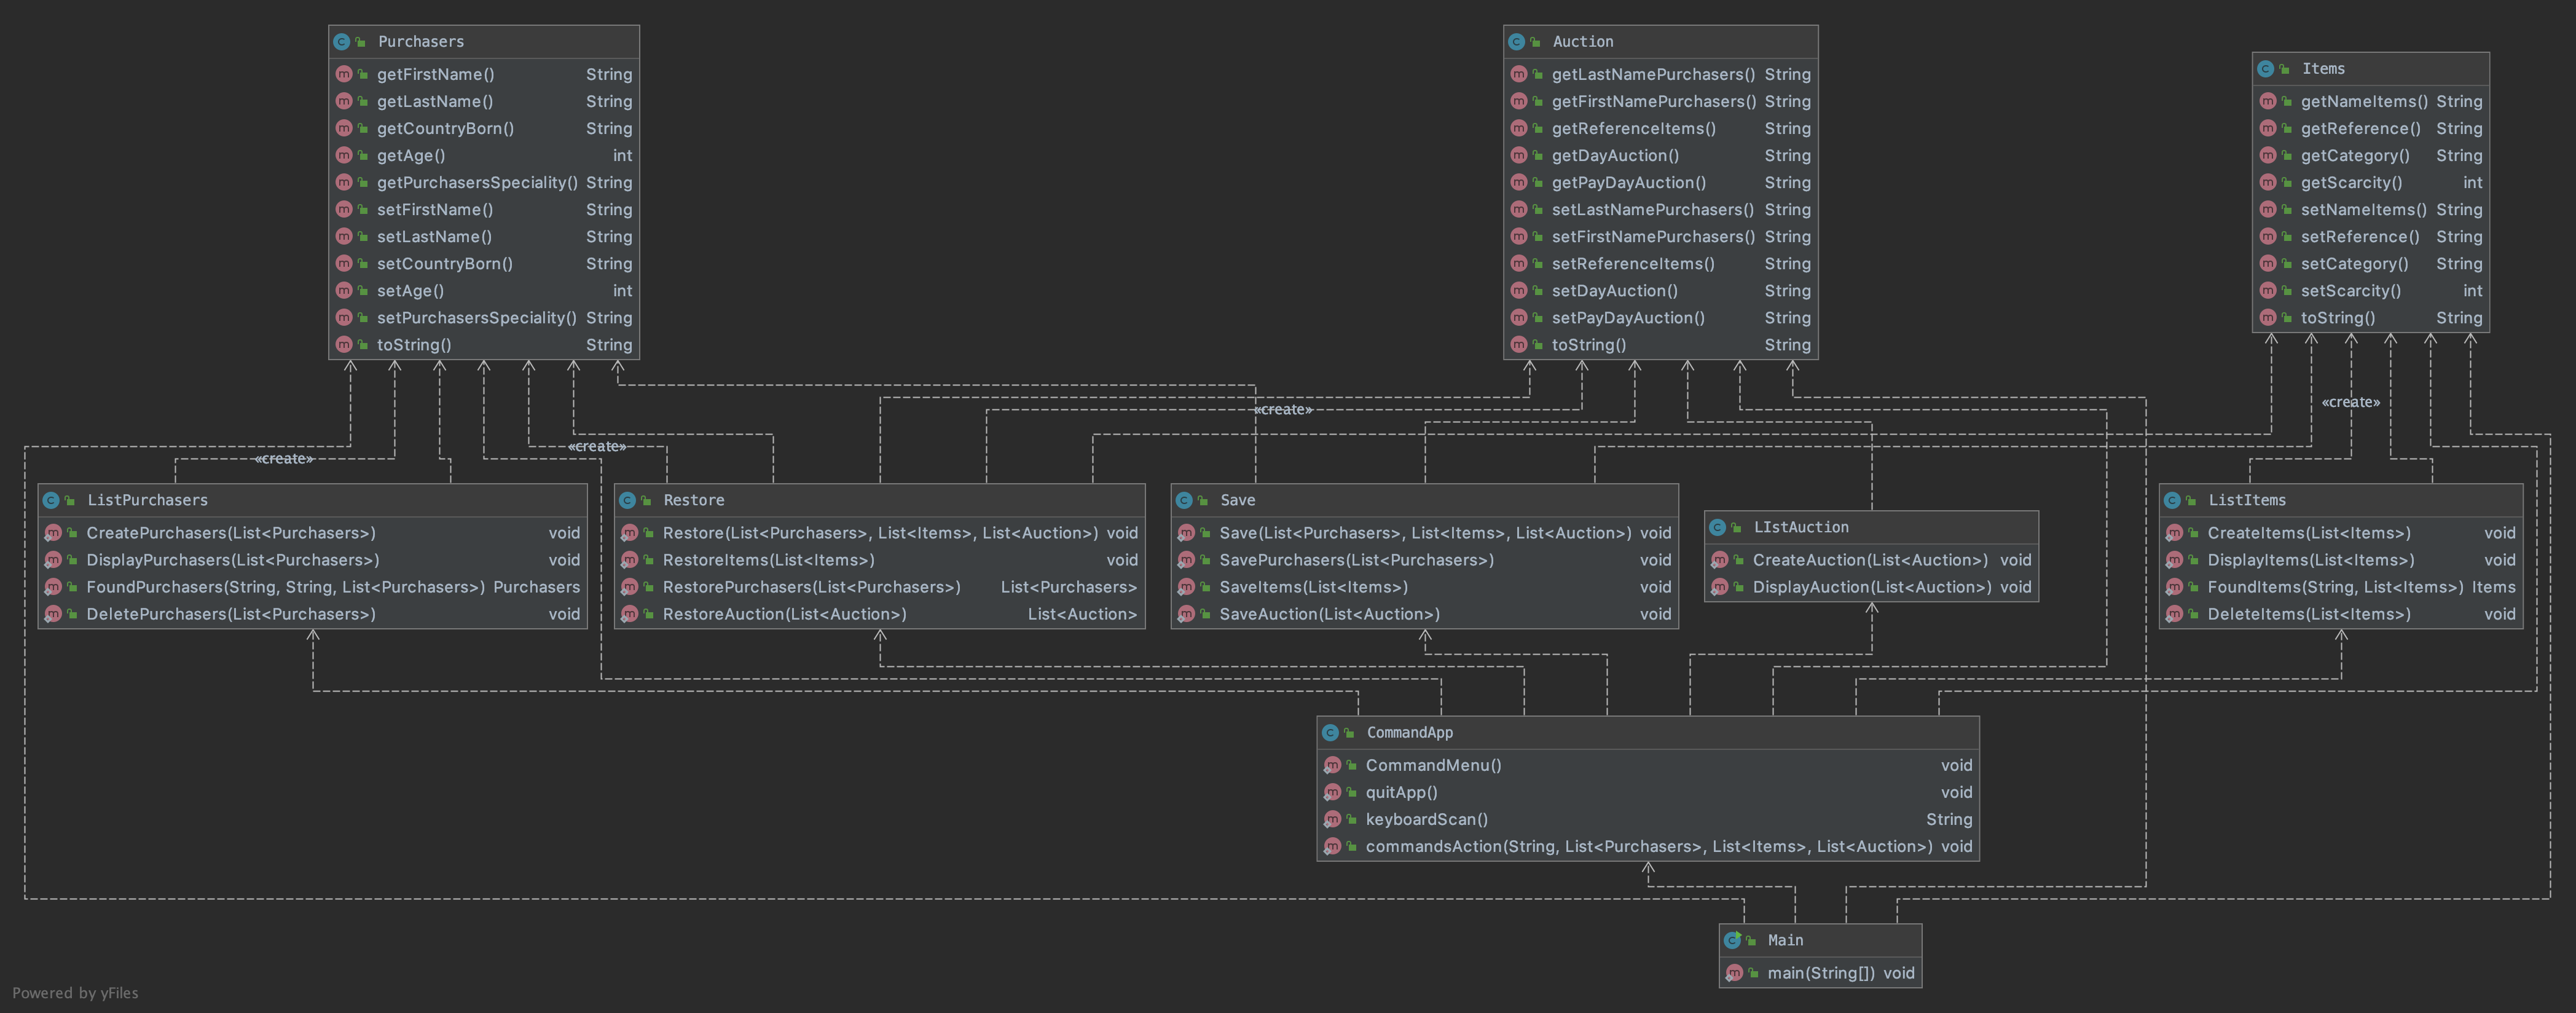 Purchasers
getFirstName() String
getLastName() String
getCountryBorn() String
getAge() int
getPurchasersSpeciality() String
setFirstName() String
setLastName() String
setCountryBorn() String
setAge() int
setPurchasersSpeciality() String
toString() String
Auction
getLastNamePurchasers() String
getFirstNamePurchasers() String
getReferenceItems() String
getDayAuction() String
getPayDayAuction() String
setLastNamePurchasers() String
setFirstNamePurchasers() String
setReferenceItems() String
setDayAuction() String
setPayDayAuction() String
toString() String
Items
getNameItems() String
getReference() String
getCategory() String
getScarcity() int
setNameItems() String
setReference() String
setCategory() String
setScarcity() int
toString() String
«create»
«create»
«create»
«create»
ListPurchasers
CreatePurchasers(List<Purchasers>) void
DisplayPurchasers(List<Purchasers>) void
FoundPurchasers(String, String, List<Purchasers>) Purchasers
DeletePurchasers(List<Purchasers>) void
Restore
Restore(List<Purchasers>, List<Items>, List<Auction>) void
RestoreItems(List<Items>) void
RestorePurchasers(List<Purchasers>) List<Purchasers>
RestoreAuction(List<Auction>) List<Auction>
Save
Save(List<Purchasers>, List<Items>, List<Auction>) void
SavePurchasers(List<Purchasers>) void
SaveItems(List<Items>) void
SaveAuction(List<Auction>) void
LIstAuction
CreateAuction(List<Auction>) void
DisplayAuction(List<Auction>) void
ListItems
CreateItems(List<Items>) void
DisplayItems(List<Items>) void
FoundItems(String, List<Items>) Items
DeleteItems(List<Items>) void
CommandApp
CommandMenu() void
quitApp() void
keyboardScan() String
commandsAction(String, List<Purchasers>, List<Items>, List<Auction>) void
Main
main(String[]) void
Powered by yFiles